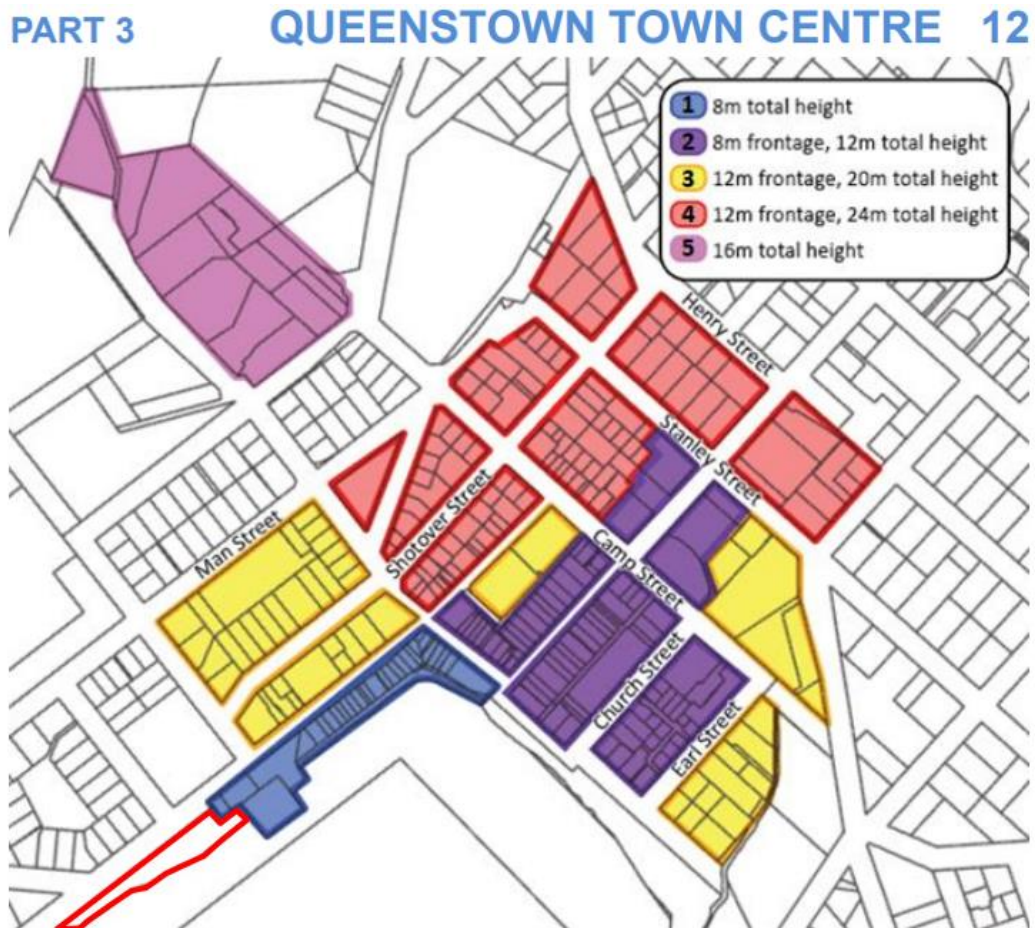 PART 3 QUEENSTOWN TOWN CENTRE 12
1 8m total height
2 8m frontage, 12m total height
3 12m frontage, 20m total height
4 12m frontage, 24m total height
5 16m total height
Henry Street
Stanley Street
Shotover Street
Man Street
Camp Street
Church Street
Earl Street